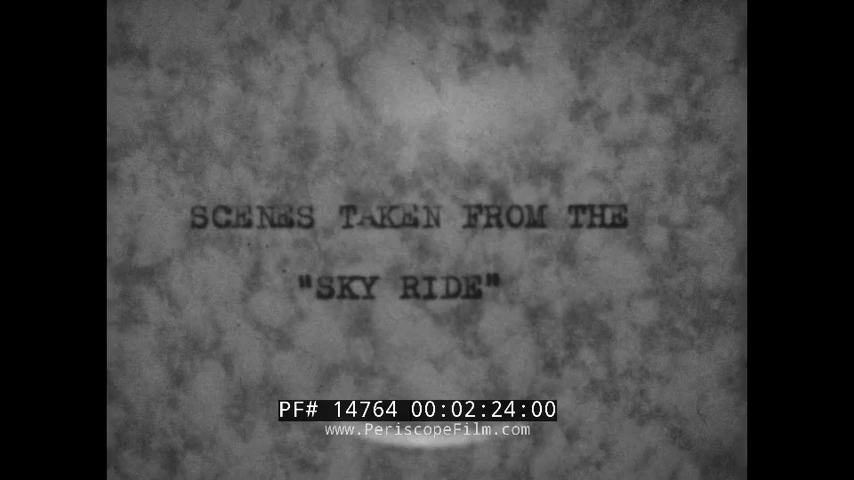 SCENES TAKEN FROM THE
"SKY RIDE"
PF# 14764 00:02:24:00
www.PeriscopeFilm.com